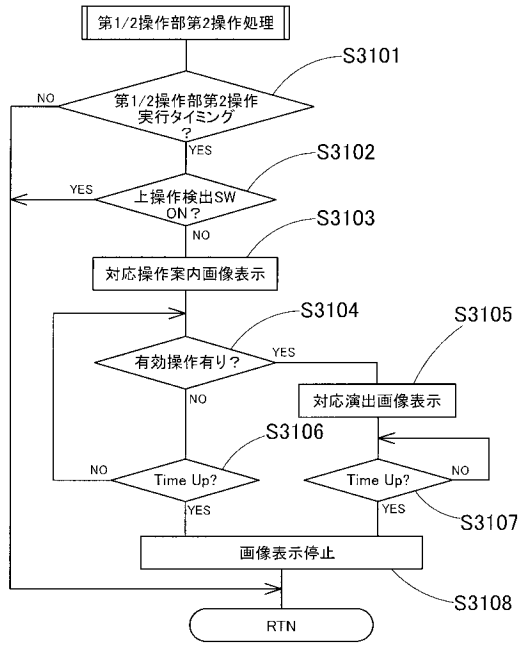 第1/2操作部第2操作処理
S3101
NO
第1/2操作部第2操作
実行タイミング
?
YES
S3102
YES
上操作検出SW
ON?
S3103
NO
対応操作案内画像表示
S3104
S3105
有効操作有り?
YES
対応演出画像表示
NO
S3106
NO
Time Up?
Time Up?
NO
YES
YES
S3107
画像表示停止
S3108
RTN